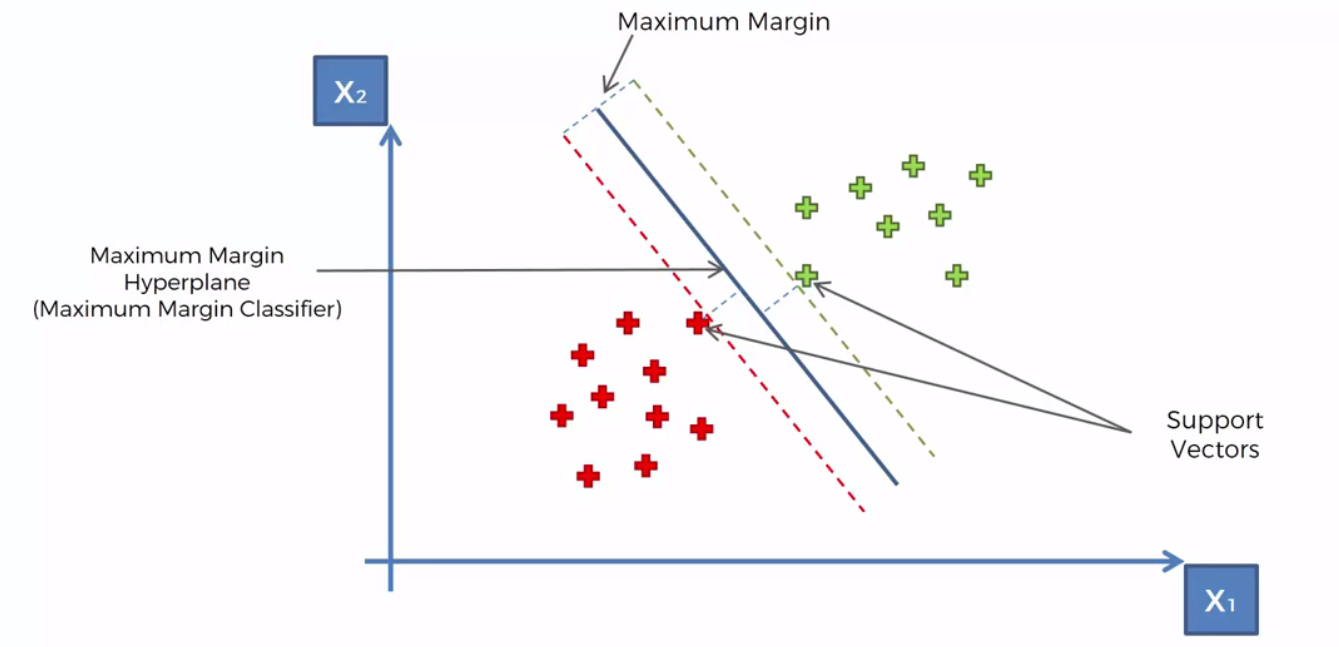 Maximum Margin
X₂
Maximum Margin
Hyperplane
(Maximum Margin Classifier)
Support
Vectors
X₁